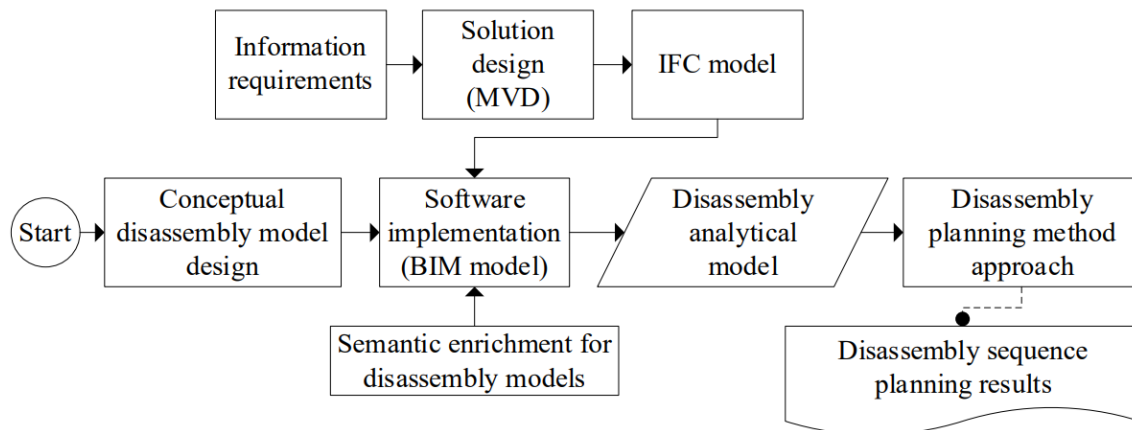 Information
requirements
Solution
design
(MVD)
IFC model
Start
Conceptual
disassembly model
design
Software
implementation
(BIM model)
Disassembly
analytical
model
Disassembly
planning method
approach
Semantic enrichment for
disassembly models
Disassembly sequence
planning results